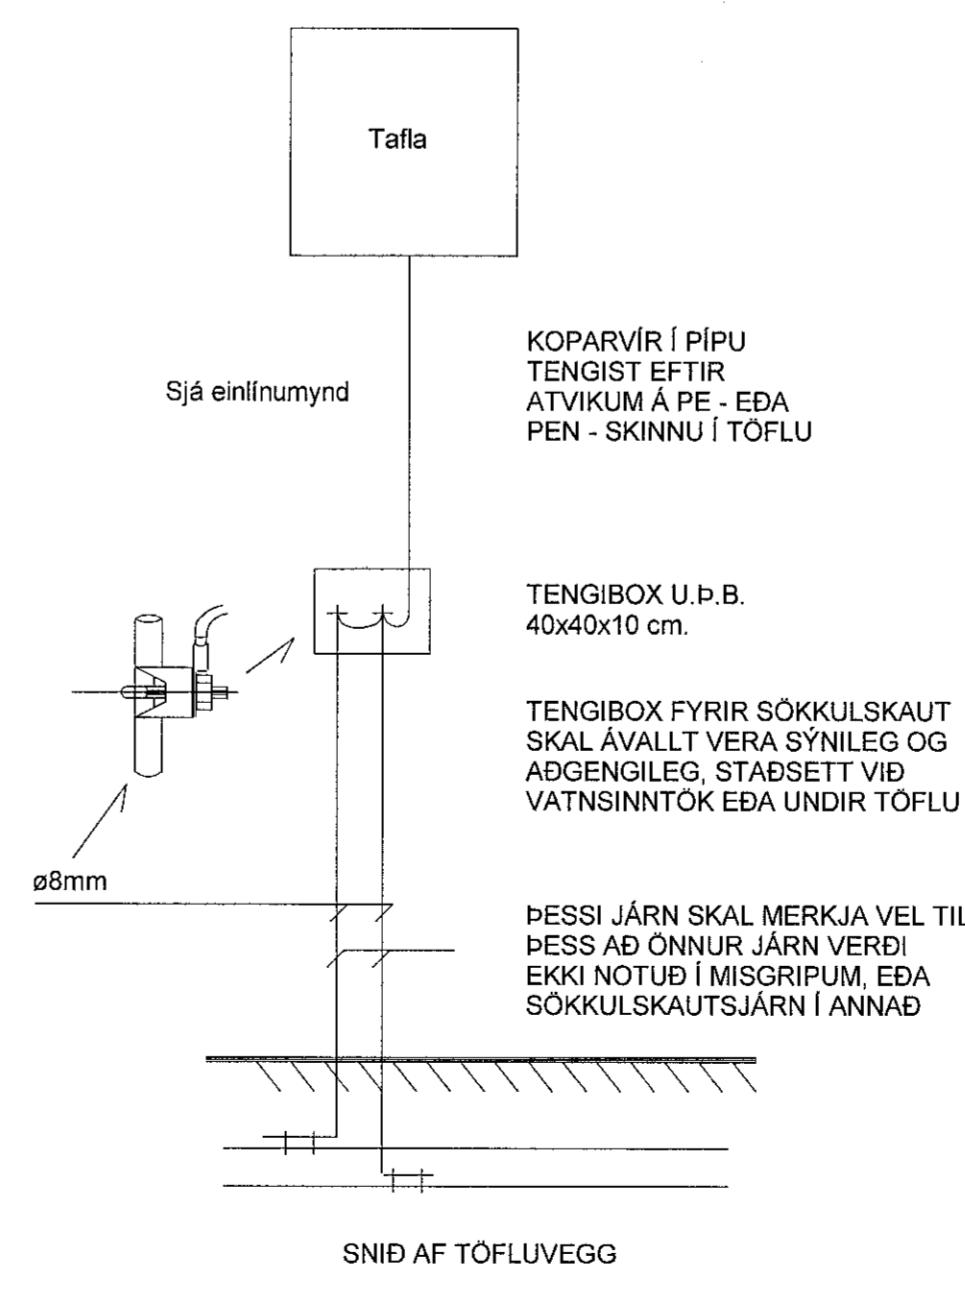 Tafla
Sjá einlínumynd
KOPARVÍR Í PÍPU
TENGIST EFTIR
ATVIKUM Á PE - EÐA
PEN - SKINNU Í TÖFLU
TENGIBOX U.Þ.B.
40x40x10 cm.
TENGIBOX FYRIR SÖKKULSKAUT
SKAL ÁVALLT VERA SÝNILEG OG
AÐGENGILEG, STAÐSETT VIÐ
VATNSINNTÖK EÐA UNDIR TÖFLU
ø8mm
ÞESSI JÁRN SKAL MERKJA VEL TIL
ÞESS AÐ ÖNNUR JÁRN VERÐI
EKKI NOTUÐ Í MISGRIPUM, EÐA
SÖKKULSKAUTSJÁRN Í ANNAÐ
SNIÐ AF TÖFLUVEGG